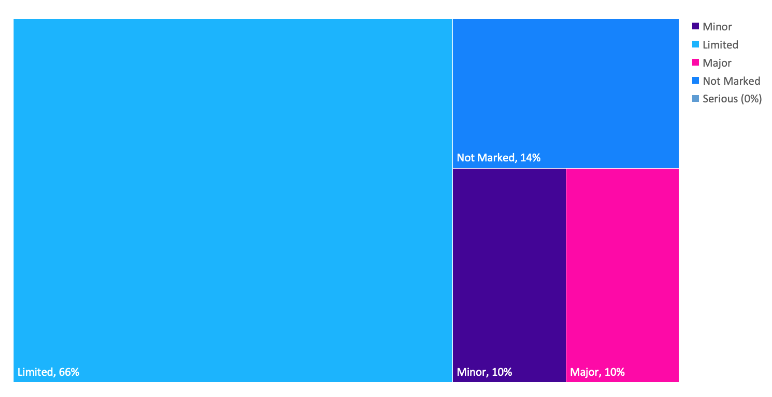 Minor
Limited
Major
Not Marked
Serious (0%)
Not Marked, 14%
Limited, 66%
Minor, 10%
Major, 10%